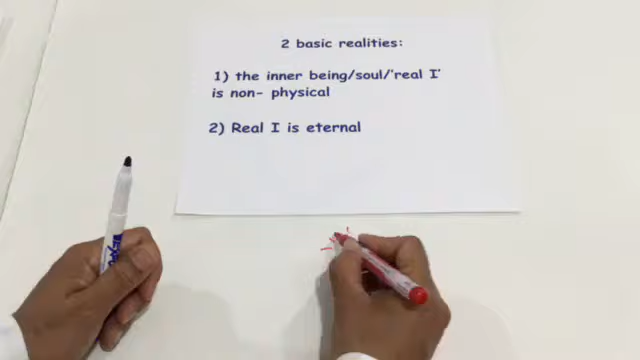 2 basic realities:
1) the inner being/soul/'real I'
is non- physical
2) Real I is eternal